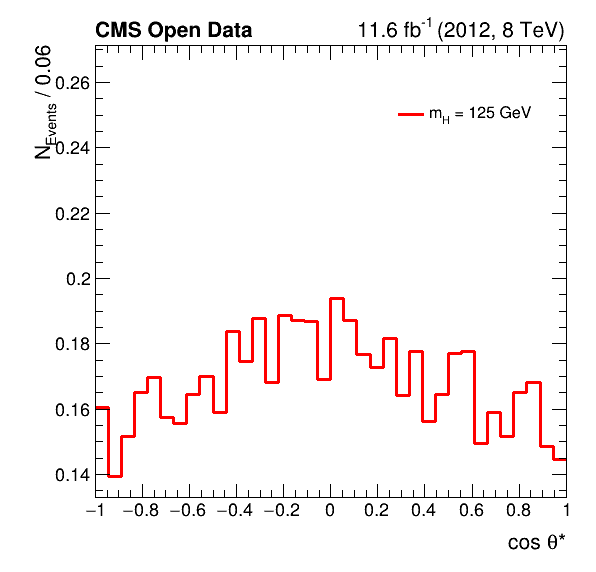 CMS Open Data 11.6 fb⁻¹ (2012, 8 TeV)
N_Events / 0.06
0.26
m_H = 125 GeV
0.24
0.22
0.2
0.18
0.16
0.14
−1 −0.8 −0.6 −0.4 −0.2 0 0.2 0.4 0.6 0.8 1
cos θ*